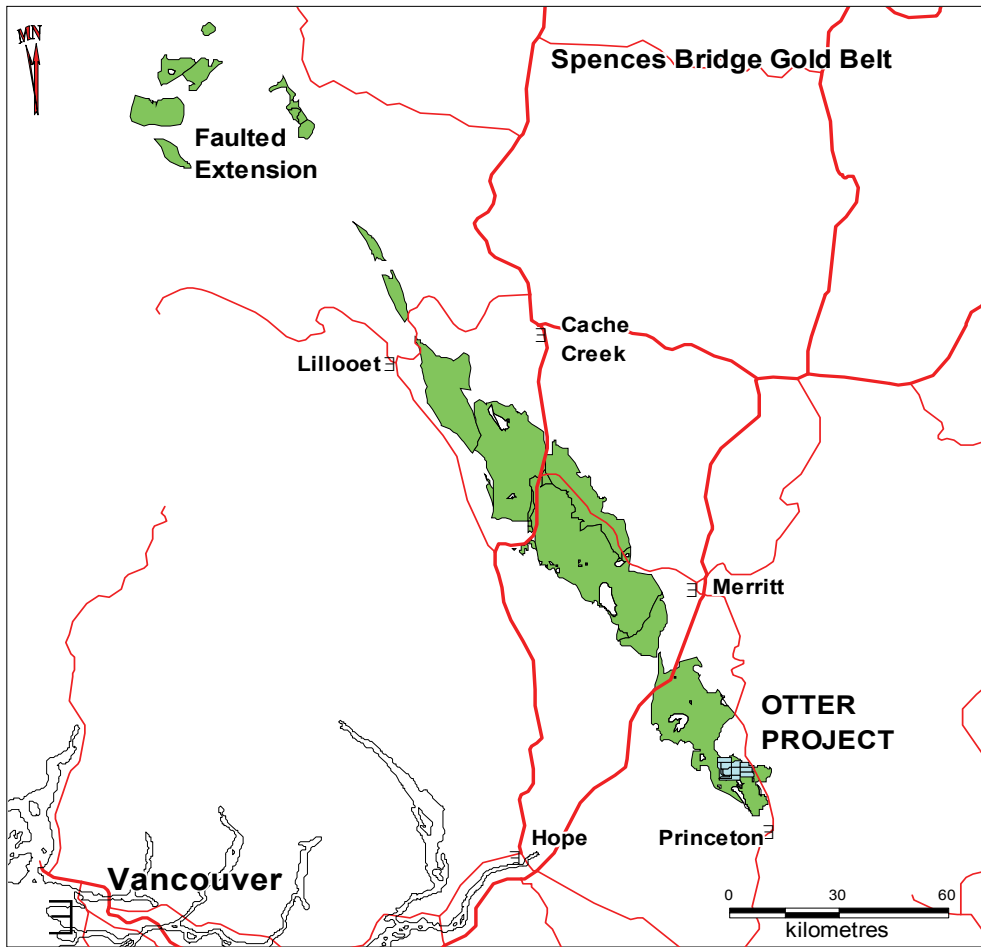 MN
Spences Bridge Gold Belt
Faulted
Extension
Cache
Creek
Lillooet
Merritt
OTTER
PROJECT
Hope
Princeton
Vancouver
0 30 60
kilometres